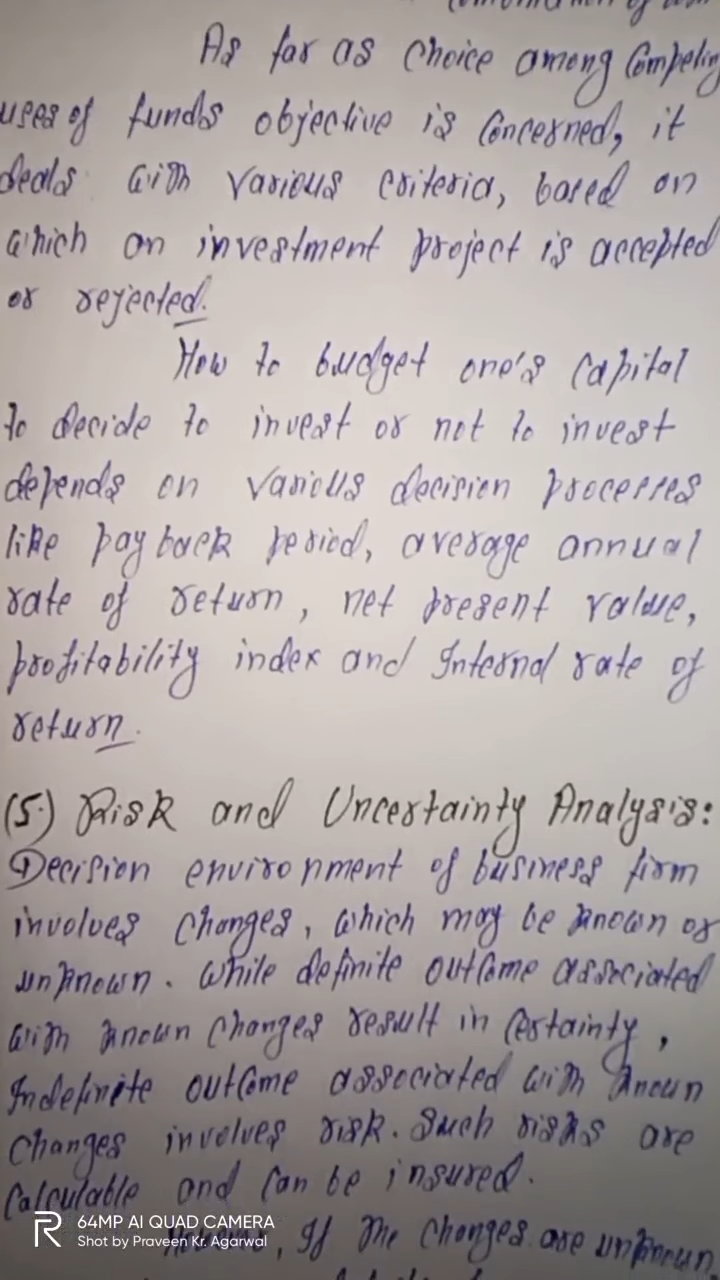 As far as choice among Competing
uses of funds objective is Concerned, it
deals with various criteria, based on
which an investment project is accepted
or rejected.
How to budget one's Capital
to decide to invest or not to invest
depends on various decision processes
like pay back period, average annual
rate of return, net present value,
profitability index and Internal rate of
return.
(5.) Risk and Uncertainty Analysis:
Decision environment of business firm
involves Changes, which may be known or
unknown. While definite outcome associated
with known changes result in Certainty,
Indefinite outcome associated with known
Changes involves risk. Such risks are
Calculable and Can be insured.
64MP AI QUAD CAMERA
Shot by Praveen Kr. Agarwal
, If the Changes are unknown,